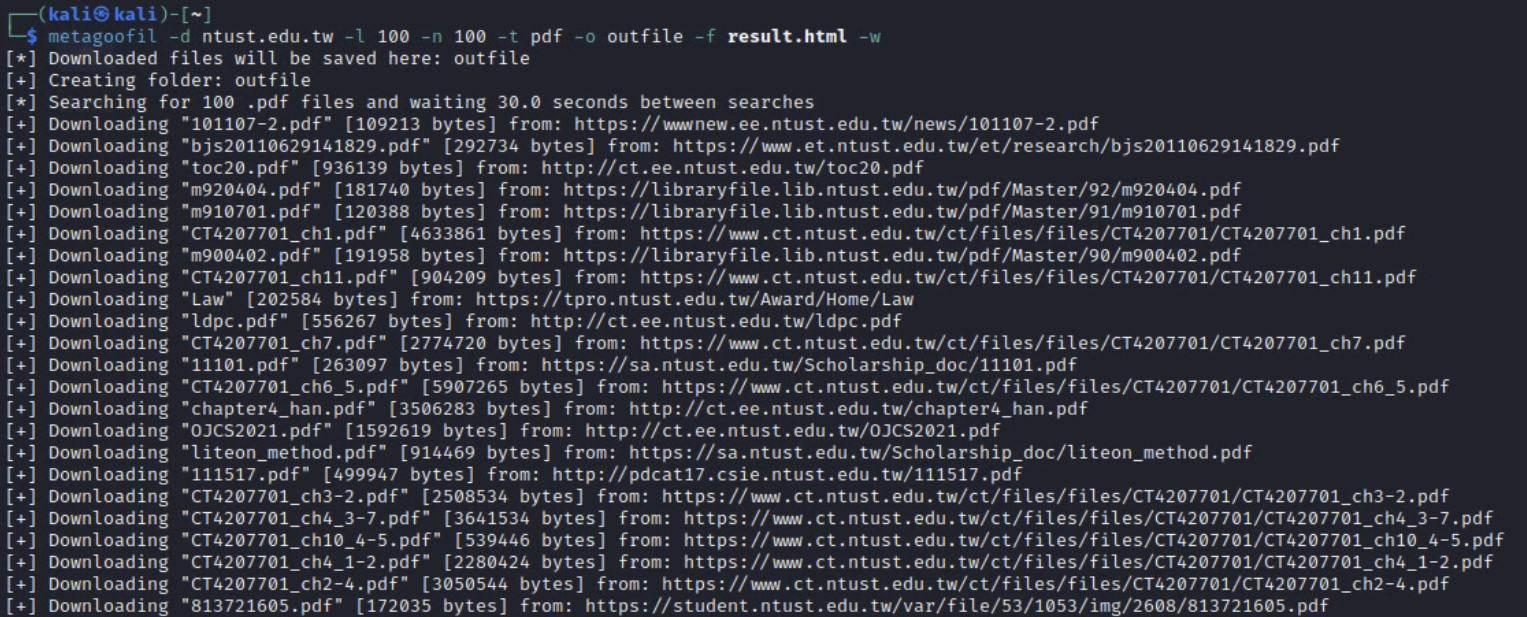 ┌──(kali㉿kali)-[~]
└─$ metagoofil -d ntust.edu.tw -l 100 -n 100 -t pdf -o outfile -f result.html -w
[*] Downloaded files will be saved here: outfile
[+] Creating folder: outfile
[*] Searching for 100 .pdf files and waiting 30.0 seconds between searches
[+] Downloading "101107-2.pdf" [109213 bytes] from: https://wwwnew.ee.ntust.edu.tw/news/101107-2.pdf
[+] Downloading "bjs20110629141829.pdf" [292734 bytes] from: https://www.et.ntust.edu.tw/et/research/bjs20110629141829.pdf
[+] Downloading "toc20.pdf" [936139 bytes] from: http://ct.ee.ntust.edu.tw/toc20.pdf
[+] Downloading "m920404.pdf" [181740 bytes] from: https://libraryfile.lib.ntust.edu.tw/pdf/Master/92/m920404.pdf
[+] Downloading "m910701.pdf" [120388 bytes] from: https://libraryfile.lib.ntust.edu.tw/pdf/Master/91/m910701.pdf
[+] Downloading "CT4207701_ch1.pdf" [4633861 bytes] from: https://www.ct.ntust.edu.tw/ct/files/files/CT4207701/CT4207701_ch1.pdf
[+] Downloading "m900402.pdf" [191958 bytes] from: https://libraryfile.lib.ntust.edu.tw/pdf/Master/90/m900402.pdf
[+] Downloading "CT4207701_ch11.pdf" [904209 bytes] from: https://www.ct.ntust.edu.tw/ct/files/files/CT4207701/CT4207701_ch11.pdf
[+] Downloading "Law" [202584 bytes] from: https://tpro.ntust.edu.tw/Award/Home/Law
[+] Downloading "ldpc.pdf" [556267 bytes] from: http://ct.ee.ntust.edu.tw/ldpc.pdf
[+] Downloading "CT4207701_ch7.pdf" [2774720 bytes] from: https://www.ct.ntust.edu.tw/ct/files/files/CT4207701/CT4207701_ch7.pdf
[+] Downloading "11101.pdf" [263097 bytes] from: https://sa.ntust.edu.tw/Scholarship_doc/11101.pdf
[+] Downloading "CT4207701_ch6_5.pdf" [5907265 bytes] from: https://www.ct.ntust.edu.tw/ct/files/files/CT4207701/CT4207701_ch6_5.pdf
[+] Downloading "chapter4_han.pdf" [3506283 bytes] from: http://ct.ee.ntust.edu.tw/chapter4_han.pdf
[+] Downloading "OJCS2021.pdf" [1592619 bytes] from: http://ct.ee.ntust.edu.tw/OJCS2021.pdf
[+] Downloading "liteon_method.pdf" [914469 bytes] from: https://sa.ntust.edu.tw/Scholarship_doc/liteon_method.pdf
[+] Downloading "111517.pdf" [499947 bytes] from: http://pdcat17.csie.ntust.edu.tw/111517.pdf
[+] Downloading "CT4207701_ch3-2.pdf" [2508534 bytes] from: https://www.ct.ntust.edu.tw/ct/files/files/CT4207701/CT4207701_ch3-2.pdf
[+] Downloading "CT4207701_ch4_3-7.pdf" [3641534 bytes] from: https://www.ct.ntust.edu.tw/ct/files/files/CT4207701/CT4207701_ch4_3-7.pdf
[+] Downloading "CT4207701_ch10_4-5.pdf" [539446 bytes] from: https://www.ct.ntust.edu.tw/ct/files/files/CT4207701/CT4207701_ch10_4-5.pdf
[+] Downloading "CT4207701_ch4_1-2.pdf" [2280424 bytes] from: https://www.ct.ntust.edu.tw/ct/files/files/CT4207701/CT4207701_ch4_1-2.pdf
[+] Downloading "CT4207701_ch2-4.pdf" [3050544 bytes] from: https://www.ct.ntust.edu.tw/ct/files/files/CT4207701/CT4207701_ch2-4.pdf
[+] Downloading "813721605.pdf" [172035 bytes] from: https://student.ntust.edu.tw/var/file/53/1053/img/2608/813721605.pdf